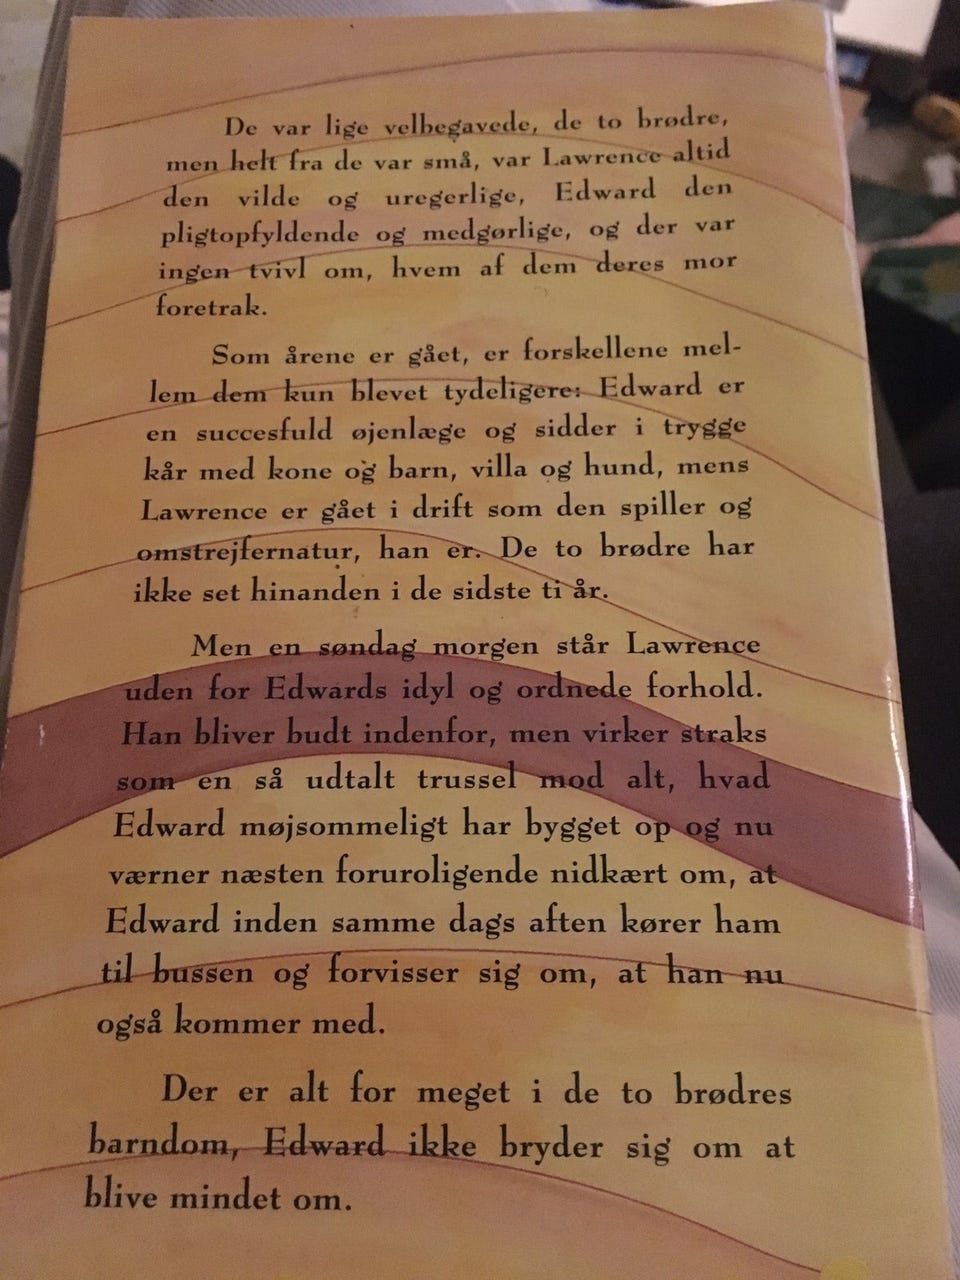 De var lige velbegavede, de to brødre,
men helt fra de var små, var Lawrence altid
den vilde og uregerlige, Edward den
pligtopfyldende og medgørlige, og der var
ingen tvivl om, hvem af dem deres mor
foretrak.
Som årene er gået, er forskellene mel-
lem dem kun blevet tydeligere: Edward er
en succesfuld øjenlæge og sidder i trygge
kår med kone og barn, villa og hund, mens
Lawrence er gået i drift som den spiller og
omstrejfernatur, han er. De to brødre har
ikke set hinanden i de sidste ti år.
Men en søndag morgen står Lawrence
uden for Edwards idyl og ordnede forhold.
Han bliver budt indenfor, men virker straks
som en så udtalt trussel mod alt, hvad
Edward møjsommeligt har bygget op og nu
værner næsten foruroligende nidkært om, at
Edward inden samme dags aften kører ham
til bussen og forvisser sig om, at han nu
også kommer med.
Der er alt for meget i de to brødres
barndom, Edward ikke bryder sig om at
blive mindet om.